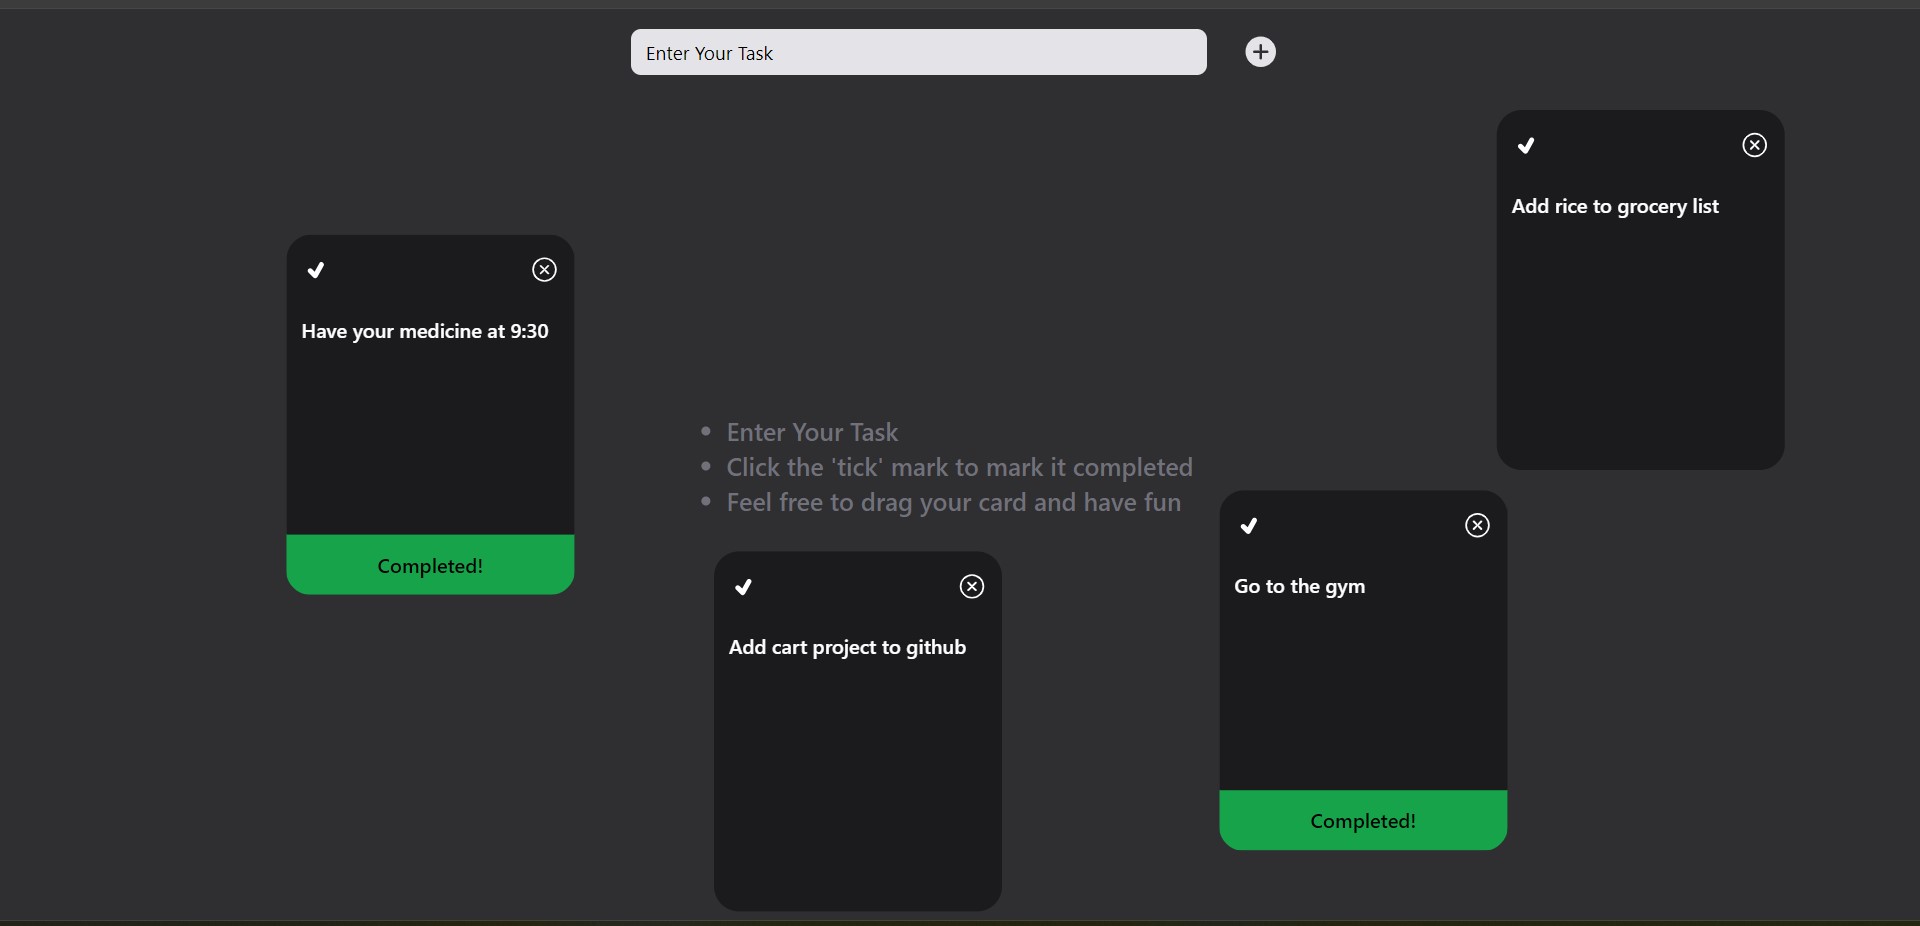 Enter Your Task
Add rice to grocery list
Have your medicine at 9:30
Completed!
• Enter Your Task
• Click the 'tick' mark to mark it completed
• Feel free to drag your card and have fun
Add cart project to github
Go to the gym
Completed!